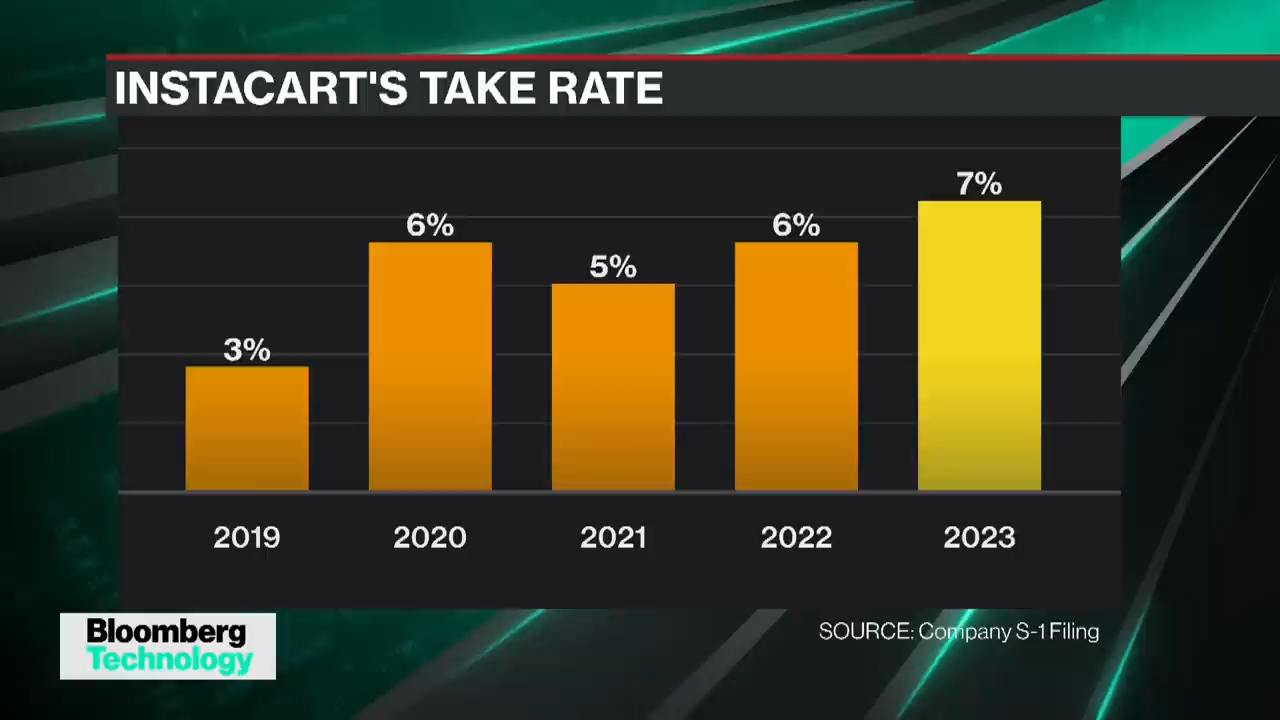 INSTACART'S TAKE RATE
7%
6%
6%
5%
3%
2019
2020
2021
2022
2023
SOURCE: Company S-1 Filing
Bloomberg
Technology